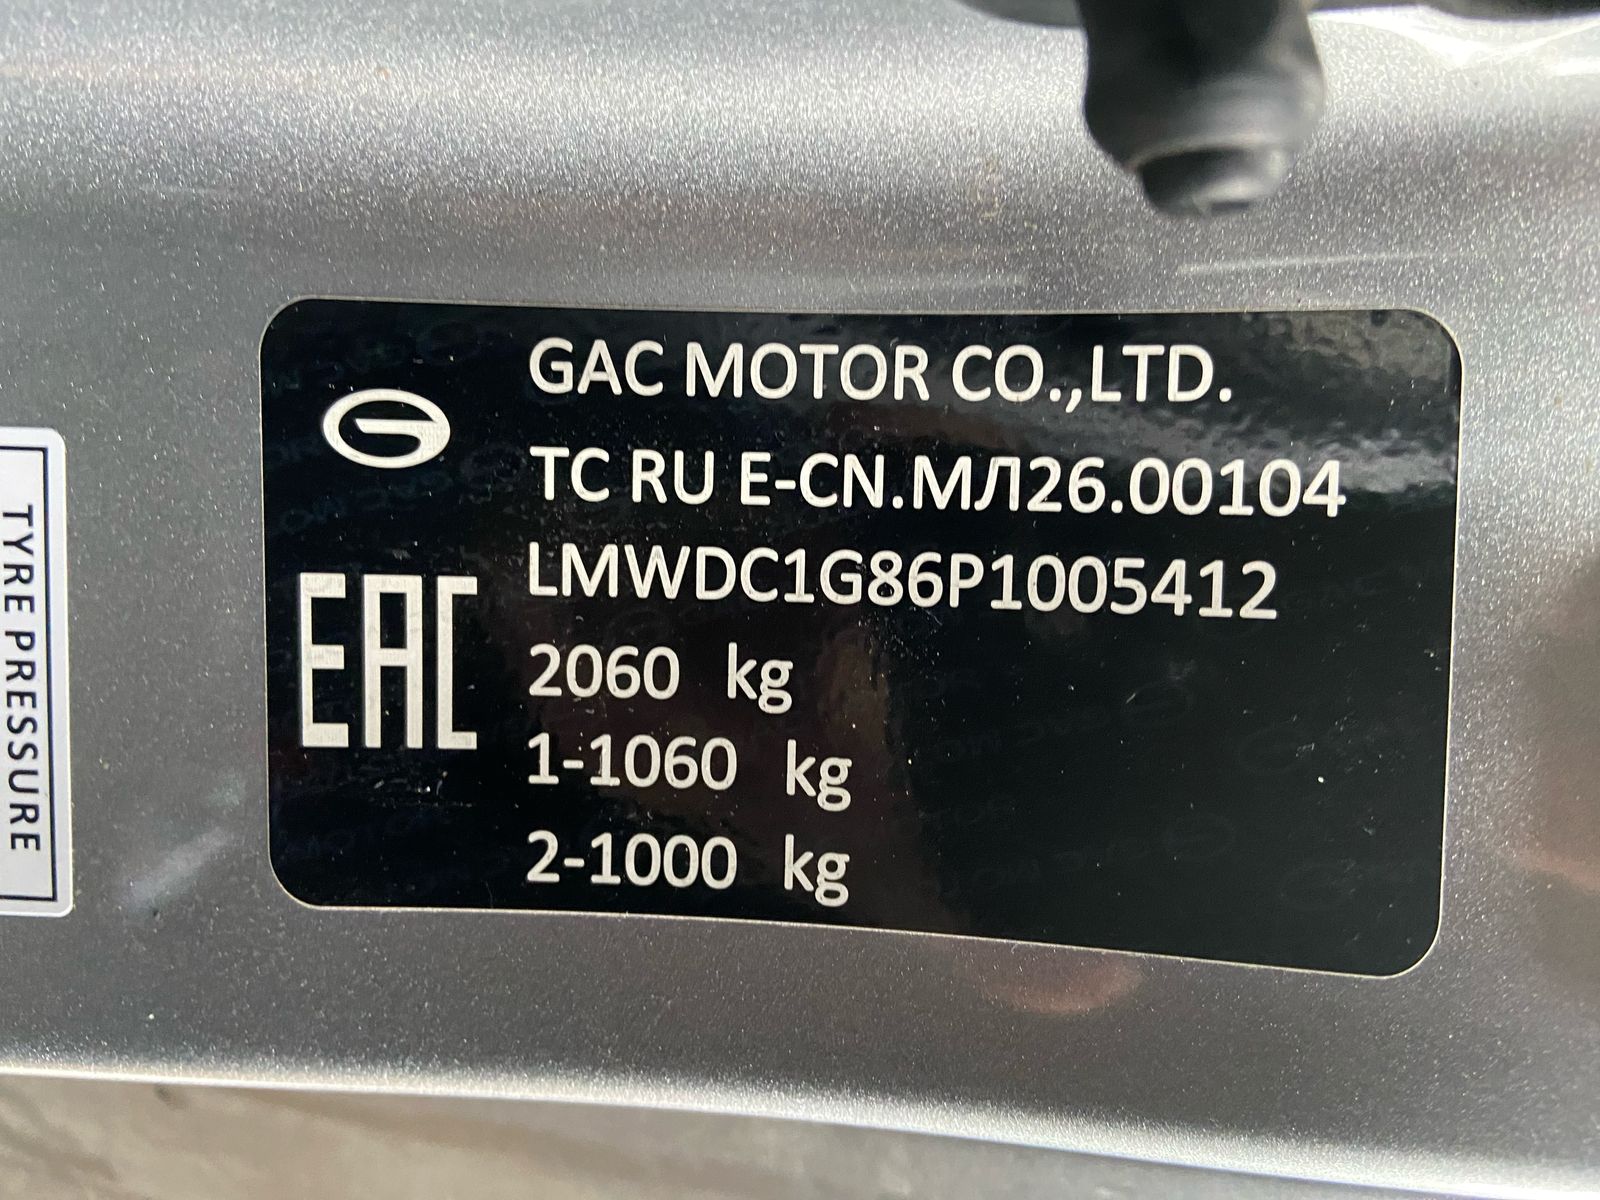 GAC MOTOR CO.,LTD.
TC RU E-CN.МЛ26.00104
LMWDC1G86P1005412
2060 kg
1-1060 kg
2-1000 kg
EAC
TYRE PRESSURE